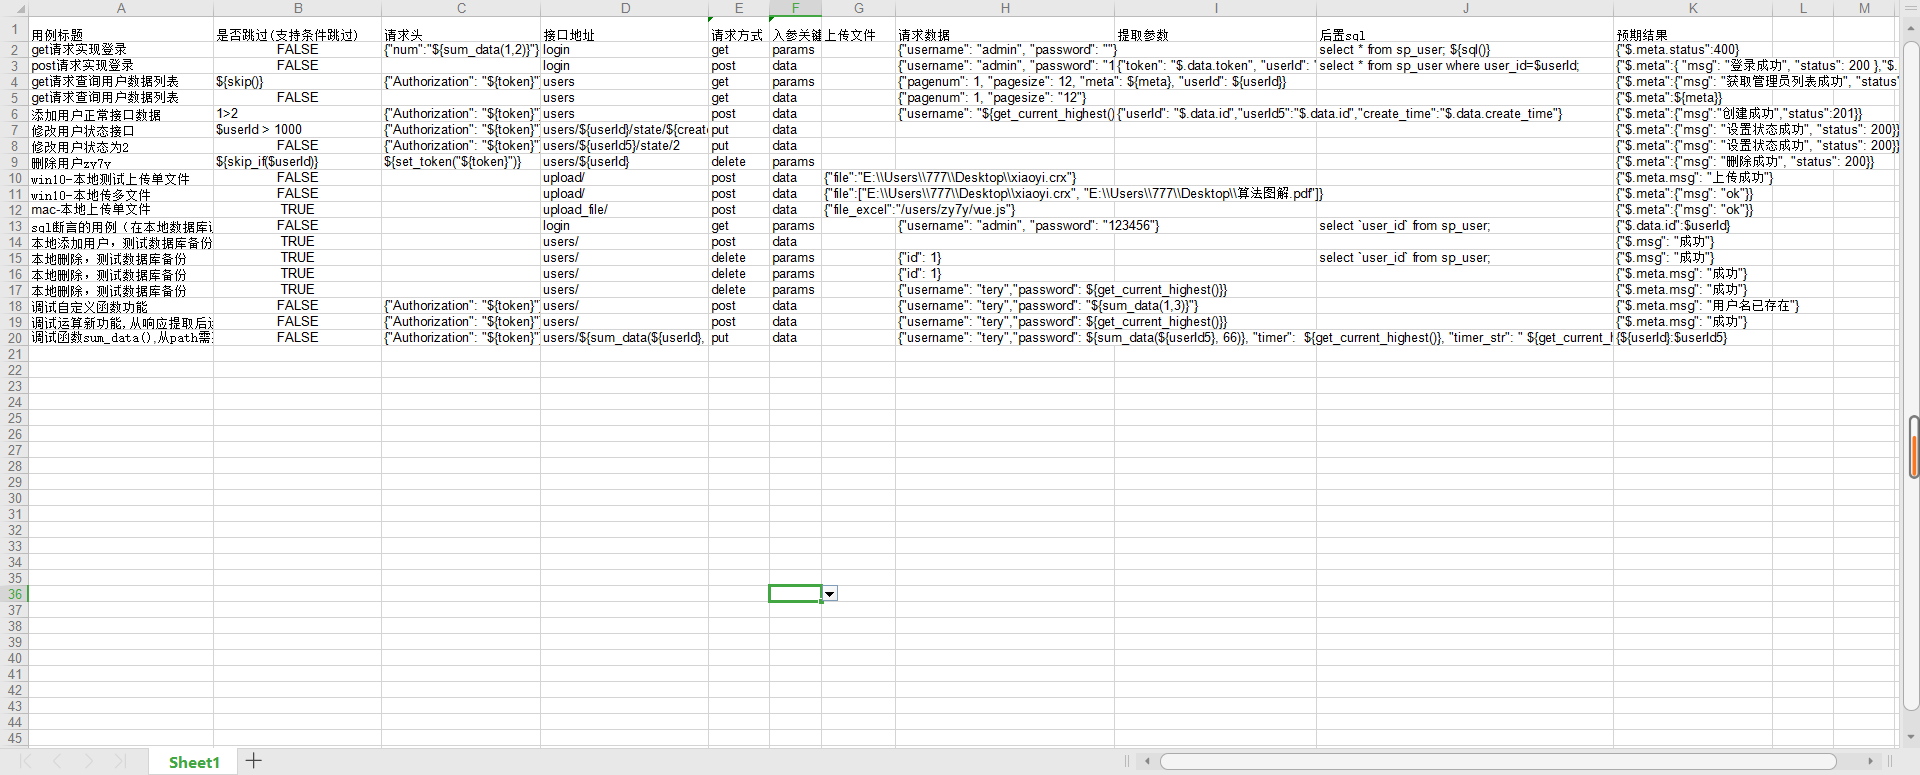 A B C D E F G H I J K L M
1 用例标题 是否跳过(支持条件跳过) 请求头 接口地址 请求方式 入参关键 上传文件 请求数据 提取参数 后置sql 预期结果
2 get请求实现登录 FALSE {"num":"${sum_data(1,2)}"} login get params {"username": "admin", "password": ""} select * from sp_user; ${sql()} {"$.meta.status":400}
3 post请求实现登录 FALSE login post data {"username": "admin", "password": "1 {"token": "$.data.token", "userId": " select * from sp_user where user_id=$userId; {"$.meta":{ "msg": "登录成功", "status": 200 },"$.
4 get请求查询用户数据列表 ${skip()} {"Authorization": "${token}" users get params {"pagenum": 1, "pagesize": 12, "meta": ${meta}, "userId": ${userId}} {"$.meta":{"msg": "获取管理员列表成功", "status"
5 get请求查询用户数据列表 FALSE users get data {"pagenum": 1, "pagesize": "12"} {"$.meta":${meta}}
6 添加用户正常接口数据 1>2 {"Authorization": "${token}" users post data {"username": "${get_current_highest() {"userId": "$.data.id","userId5":"$.data.id","create_time":"$.data.create_time"} {"$.meta":{"msg":"创建成功","status":201}}
7 修改用户状态接口 $userId > 1000 {"Authorization": "${token}" users/${userId}/state/${creat put data {"$.meta":{"msg": "设置状态成功", "status": 200}}
8 修改用户状态为2 FALSE {"Authorization": "${token}" users/${userId5}/state/2 put data {"$.meta":{"msg": "设置状态成功", "status": 200}}
9 删除用户zy7y ${skip_if($userId)} ${set_token("${token}")} users/${userId} delete params {"$.meta":{"msg": "删除成功", "status": 200}}
10 win10-本地测试上传单文件 FALSE upload/ post data {"file":"E:\\Users\\777\\Desktop\\xiaoyi.crx"} {"$.meta.msg": "上传成功"}
11 win10-本地传多文件 FALSE upload/ post data {"file":["E:\\Users\\777\\Desktop\\xiaoyi.crx", "E:\\Users\\777\\Desktop\\算法图解.pdf"]} {"$.meta":{"msg": "ok"}}
12 mac-本地上传单文件 TRUE upload_file/ post data {"file_excel":"/users/zy7y/vue.js"} {"$.meta":{"msg": "ok"}}
13 sql断言的用例（在本地数据库 FALSE login get params {"username": "admin", "password": "123456"} select `user_id` from sp_user; {"$.data.id":$userId}
14 本地添加用户，测试数据库备份 TRUE users/ post data {"$.msg": "成功"}
15 本地删除，测试数据库备份 TRUE users/ delete params {"id": 1} select `user_id` from sp_user; {"$.msg": "成功"}
16 本地删除，测试数据库备份 TRUE users/ delete params {"id": 1} {"$.meta.msg": "成功"}
17 本地删除，测试数据库备份 TRUE users/ delete params {"username": "tery","password": ${get_current_highest()}} {"$.meta.msg": "成功"}
18 调试自定义函数功能 FALSE {"Authorization": "${token}" users/ post data {"username": "tery","password": "${sum_data(1,3)}"} {"$.meta.msg": "用户名已存在"}
19 调试运算新功能,从响应提取后 FALSE {"Authorization": "${token}" users/ post data {"username": "tery","password": ${get_current_highest()}} {"$.meta.msg": "成功"}
20 调试函数sum_data(),从path需 FALSE {"Authorization": "${token}" users/${sum_data(${userId}, put data {"username": "tery","password": ${sum_data(${userId5}, 66)}, "timer": ${get_current_highest()}, "timer_str": " ${get_current_h {${userId}:$userId5}
21
22
23
24
25
26
27
28
29
30
31
32
33
34
35
36
37
38
39
40
41
42
43
44
45
Sheet1